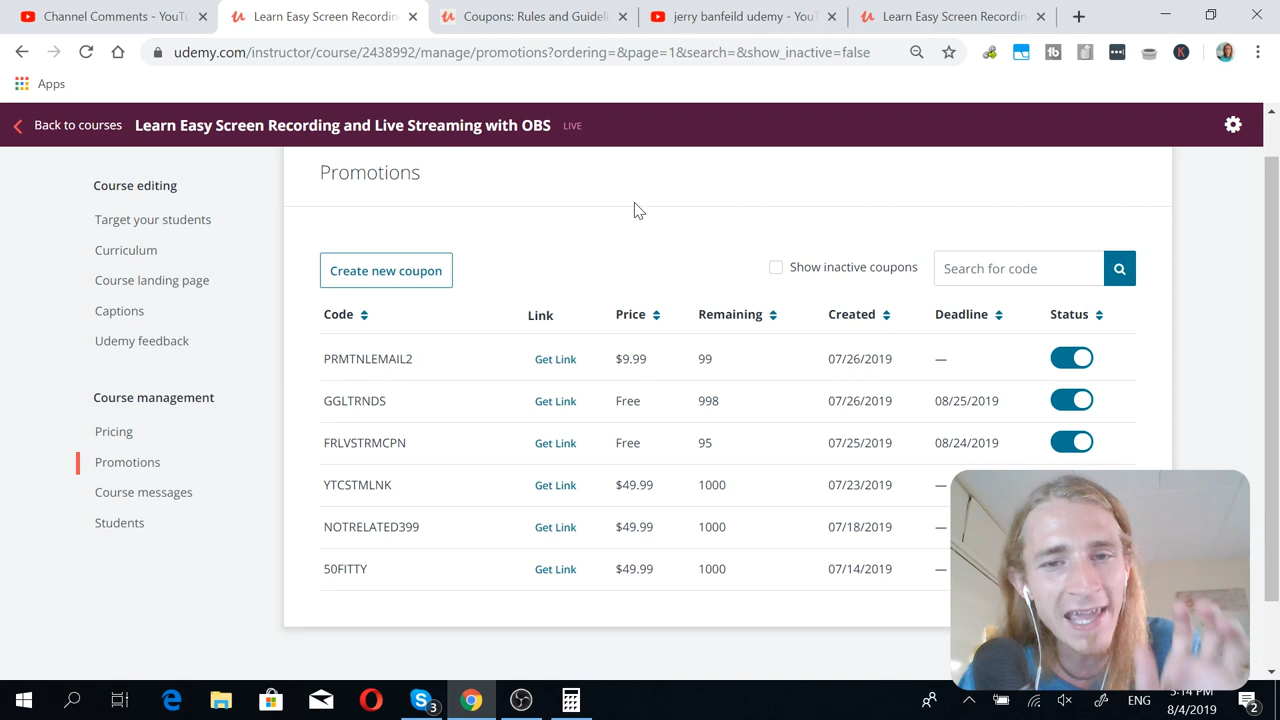 Channel Comments - YouTu
Learn Easy Screen Recordin
Coupons: Rules and Guideli
jerry banfeild udemy - You
Learn Easy Screen Recordin
udemy.com/instructor/course/2438992/manage/promotions?ordering=&page=1&search=&show_inactive=false
Apps
Back to courses
Learn Easy Screen Recording and Live Streaming with OBS
LIVE
Course editing
Target your students
Curriculum
Course landing page
Captions
Udemy feedback
Course management
Pricing
Promotions
Course messages
Students
Promotions
Create new coupon
Show inactive coupons
Search for code
Code Link Price Remaining Created Deadline Status
PRMTNLEMAIL2 Get Link $9.99 99 07/26/2019 —
GGLTRNDS Get Link Free 998 07/26/2019 08/25/2019
FRLVSTRMCPN Get Link Free 95 07/25/2019 08/24/2019
YTCSTMLNK Get Link $49.99 1000 07/23/2019 —
NOTRELATED399 Get Link $49.99 1000 07/18/2019 —
50FITTY Get Link $49.99 1000 07/14/2019 —
3
ENG
5:14 PM
8/4/2019
2